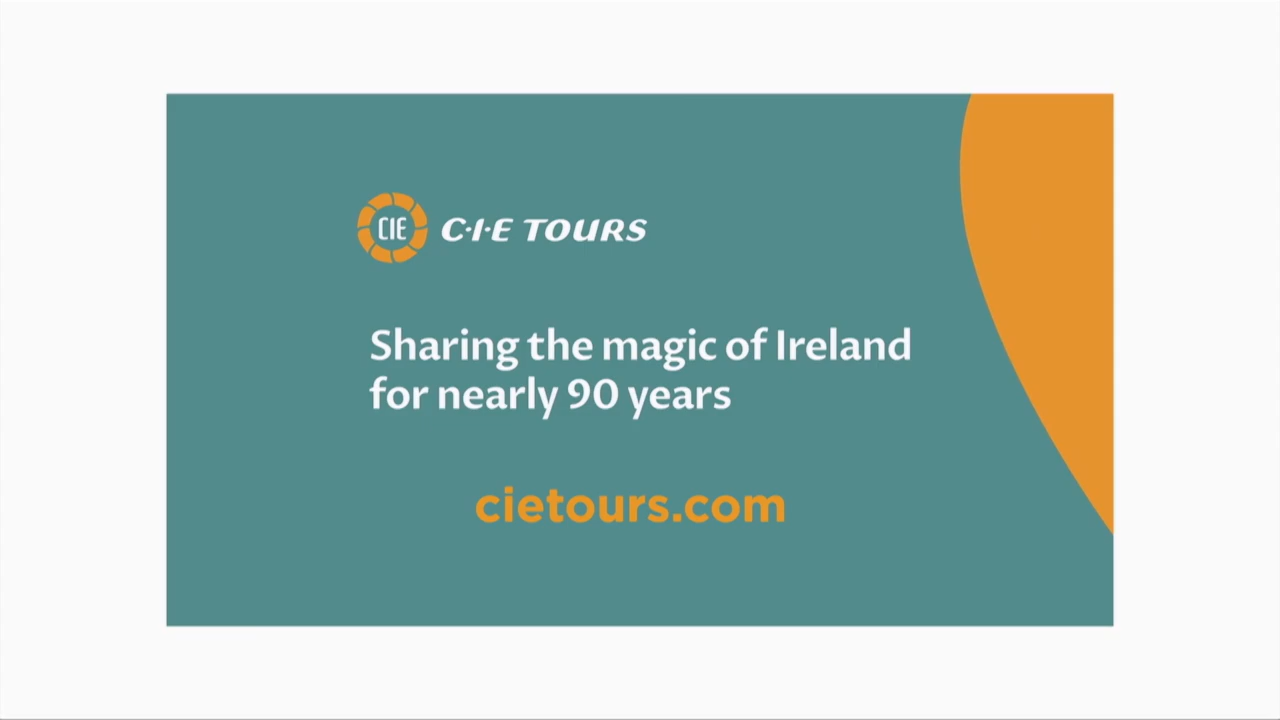 CIE C·I·E TOURS
Sharing the magic of Ireland
for nearly 90 years
cietours.com